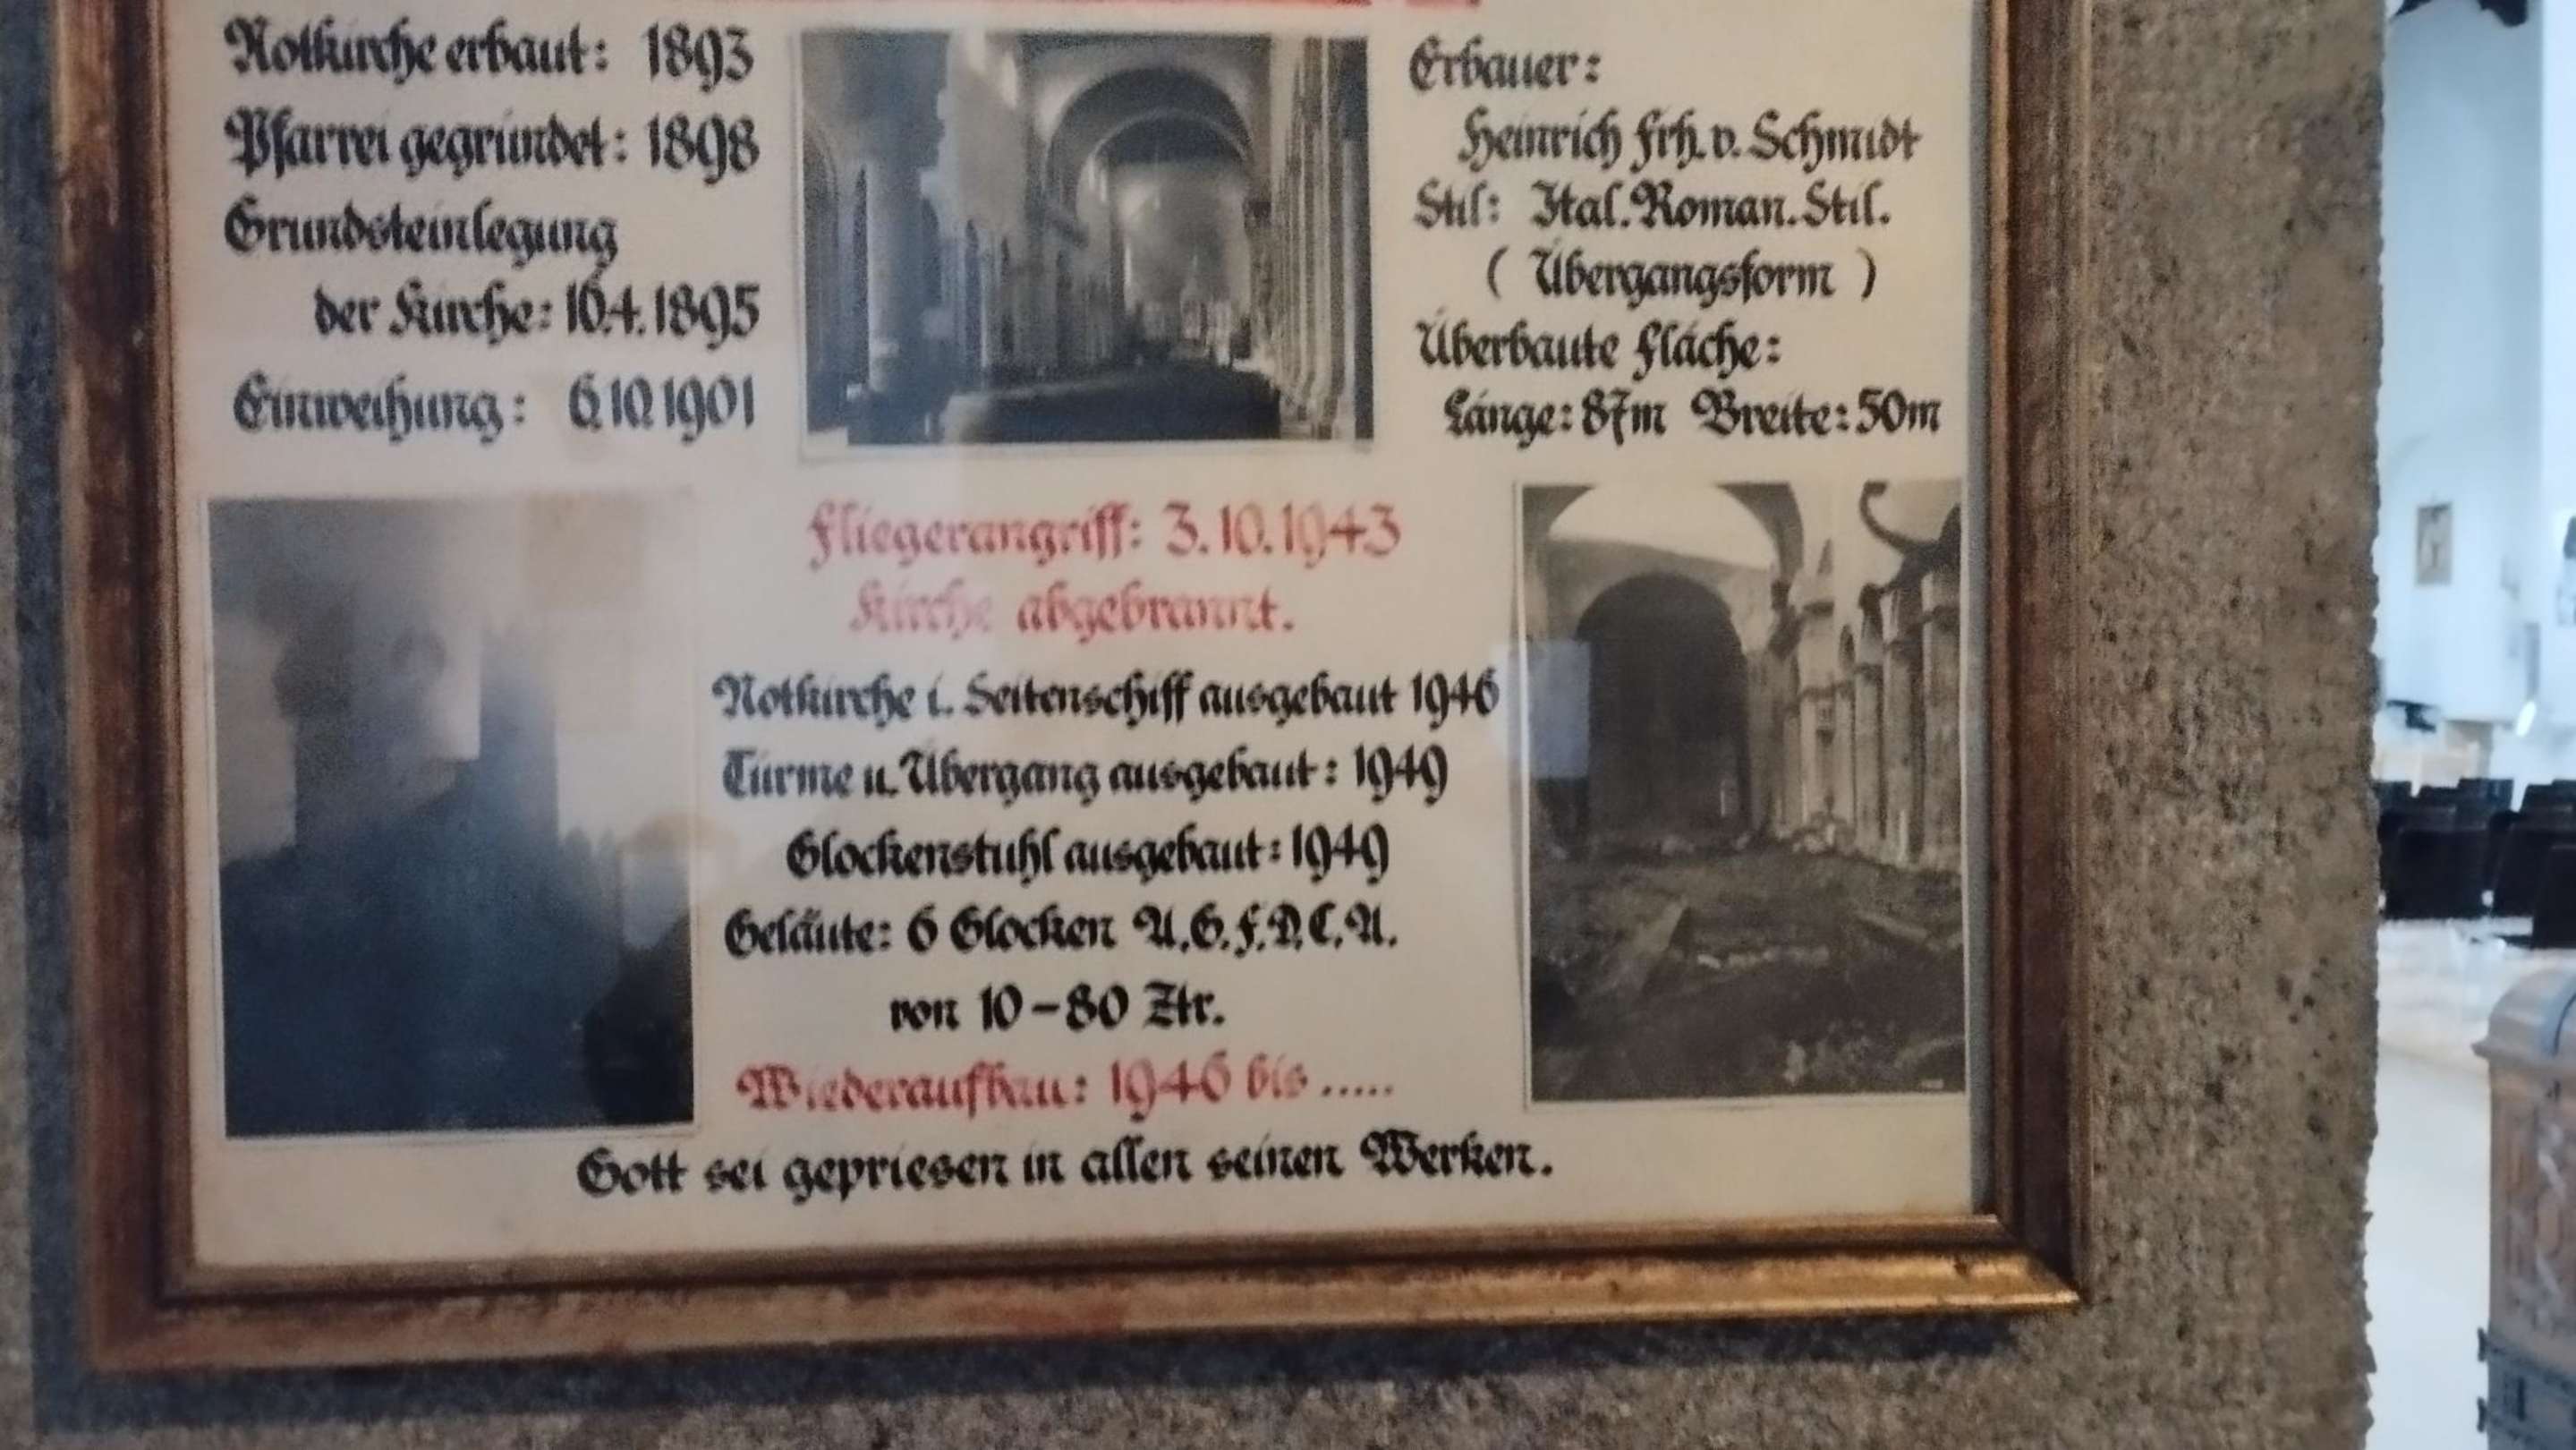 Notkirche erbaut: 1893
Pfarrei gegründet: 1898
Grundsteinlegung
der Kirche: 16.4.1895
Einweihung: 6.10.1901
Erbauer:
Heinrich Frh. v. Schmidt
Stil: Ital. Roman. Stil.
( Übergangsform )
Überbaute Fläche:
Länge: 87m Breite: 50m
Fliegerangriff: 3.10.1943
Kirche abgebrannt.
Notkirche i. Seitenschiff ausgebaut 1946
Türme u. Übergang ausgebaut: 1949
Glockenstuhl ausgebaut: 1949
Geläute: 6 Glocken A.G.F.D.C.A.
von 10-80 Ztr.
Wiederaufbau: 1946 bis .....
Gott sei gepriesen in allen seinen Werken.